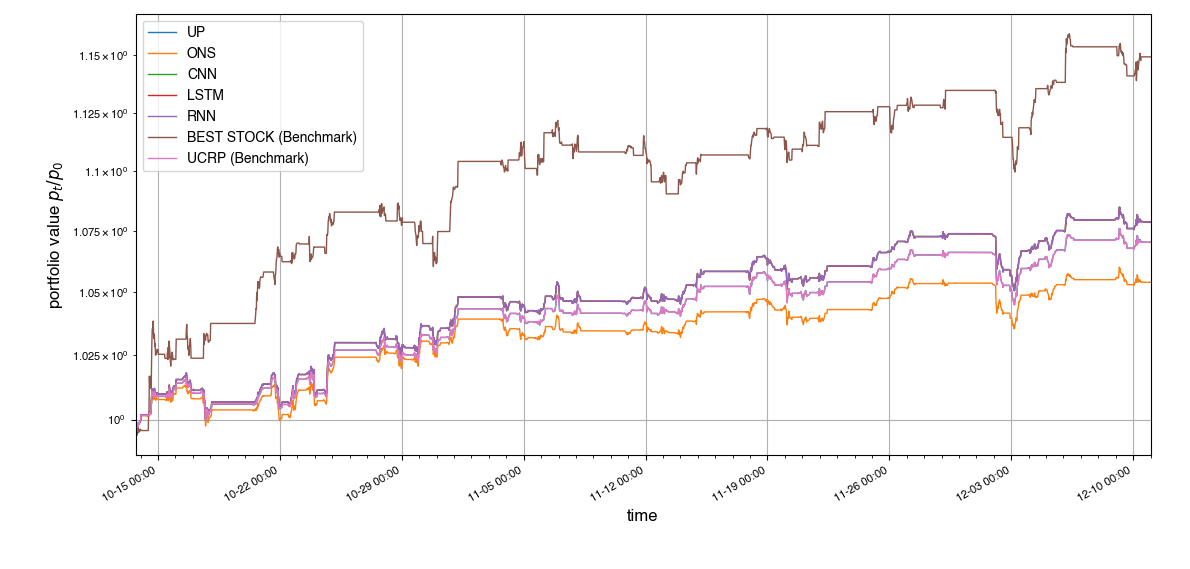 UP
ONS
CNN
LSTM
RNN
BEST STOCK (Benchmark)
UCRP (Benchmark)
portfolio value pₜ/p₀
1.15 × 10⁰
1.125 × 10⁰
1.1 × 10⁰
1.075 × 10⁰
1.05 × 10⁰
1.025 × 10⁰
10⁰
10-15 00:00
10-22 00:00
10-29 00:00
11-05 00:00
11-12 00:00
11-19 00:00
11-26 00:00
12-03 00:00
12-10 00:00
time